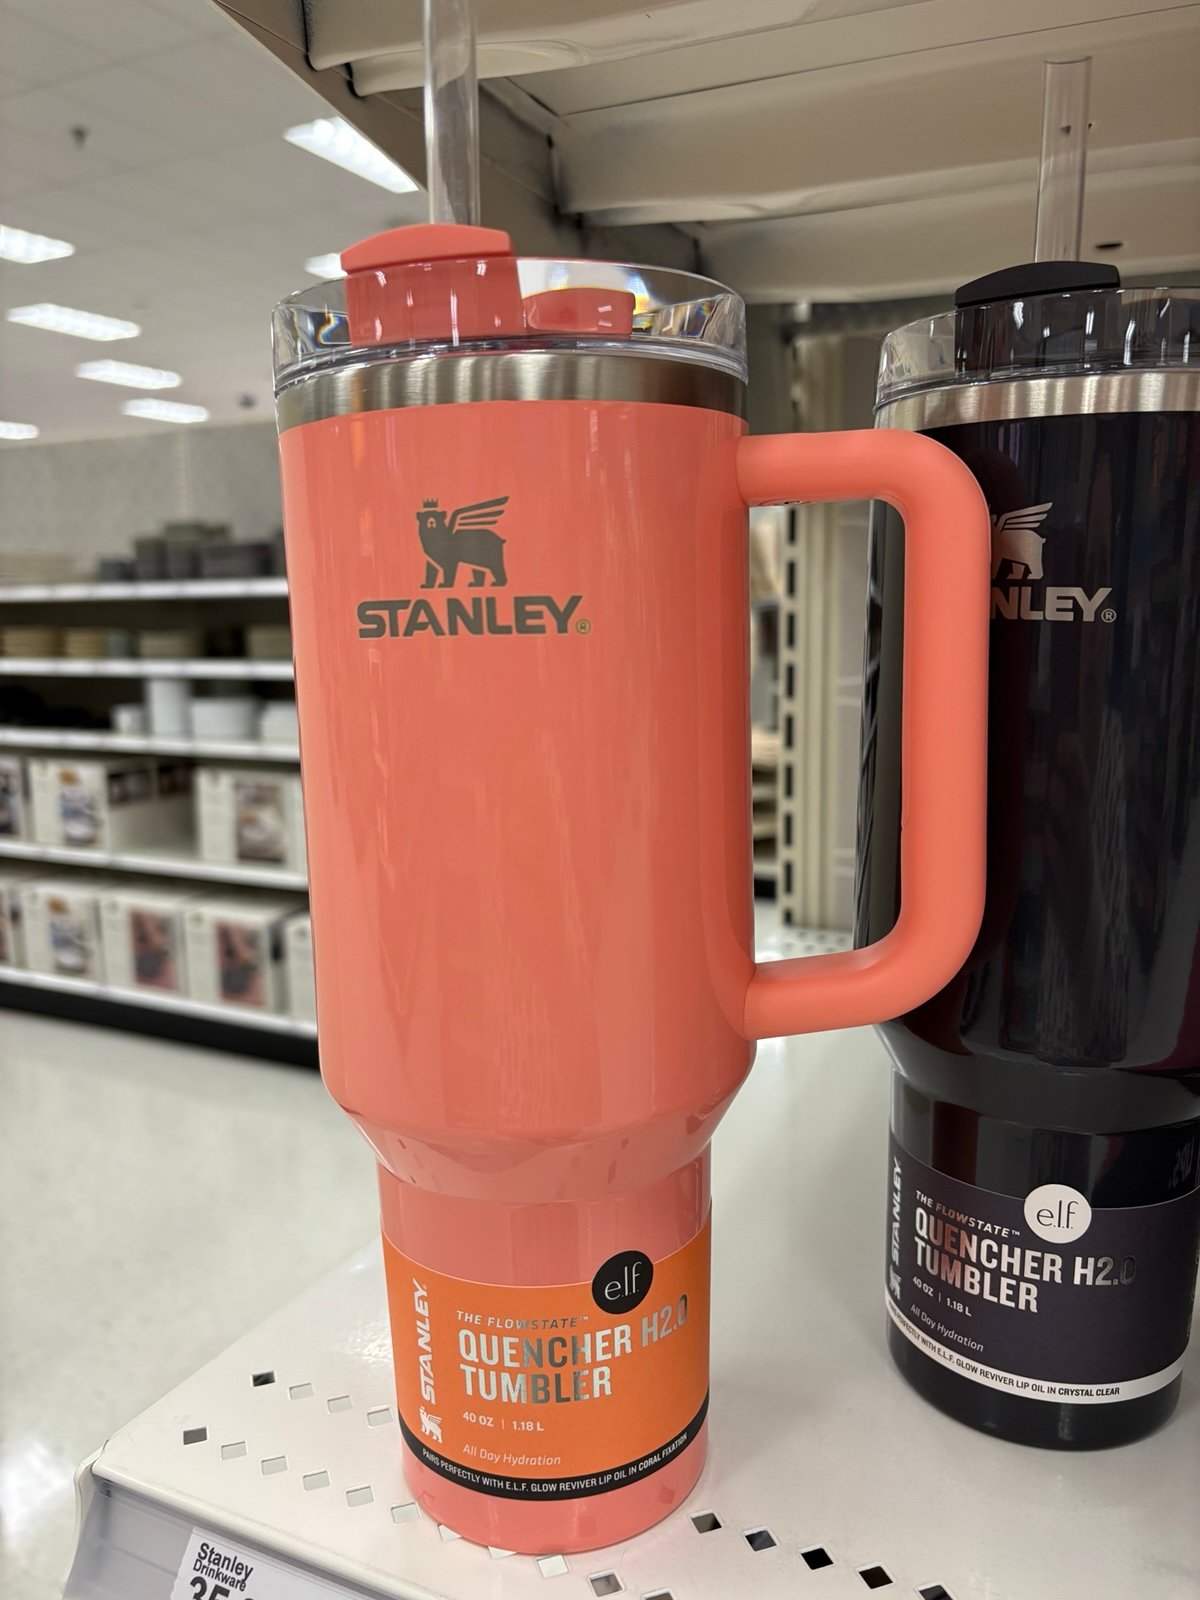 STANLEY®
STANLEY
e.l.f.
THE FLOWSTATE™
QUENCHER H2.0
TUMBLER
40 OZ | 1.18 L
All Day Hydration
PAIRS PERFECTLY WITH E.L.F. GLOW REVIVER LIP OIL IN CORAL FIXATION
NLEY®
STANLEY
e.l.f.
THE FLOWSTATE™
QUENCHER H2.0
TUMBLER
40 OZ | 1.18 L
All Day Hydration
PERFECTLY WITH E.L.F. GLOW REVIVER LIP OIL IN CRYSTAL CLEAR
Stanley
Drinkware